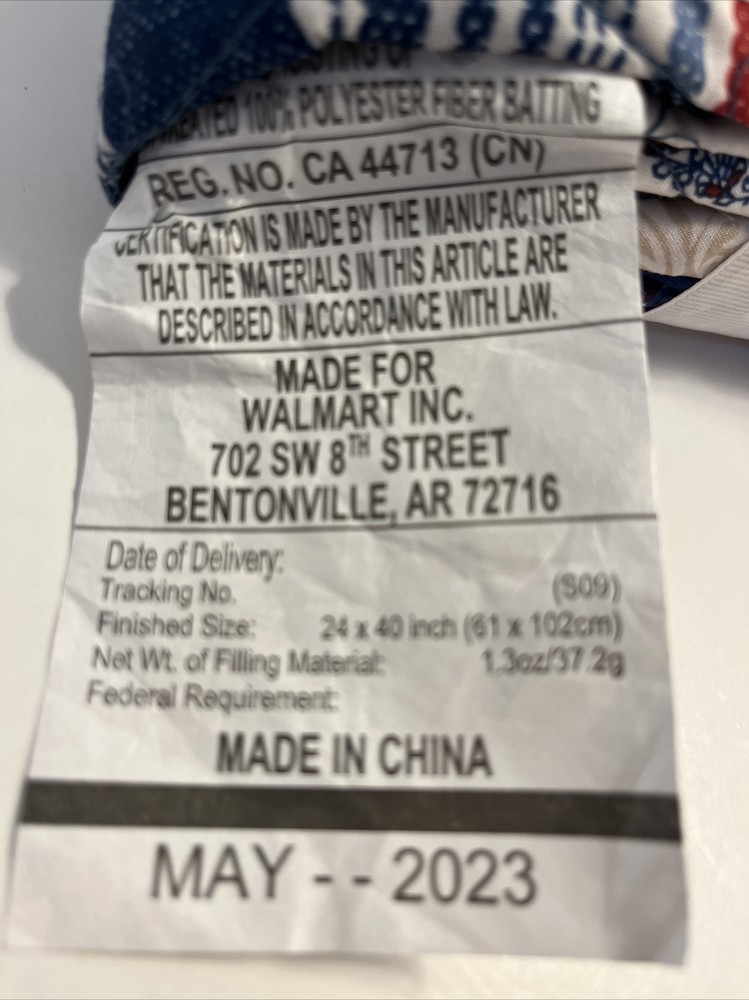 100% POLYESTER FIBER BATTING
REG. NO. CA 44713 (CN)
CERTIFICATION IS MADE BY THE MANUFACTURER
THAT THE MATERIALS IN THIS ARTICLE ARE
DESCRIBED IN ACCORDANCE WITH LAW.
MADE FOR
WALMART INC.
702 SW 8TH STREET
BENTONVILLE, AR 72716
Date of Delivery:
Tracking No. (S09)
Finished Size: 24 x 40 inch (61 x 102cm)
Net Wt. of Filling Material: 1.3oz/37.2g
Federal Requirement:
MADE IN CHINA
MAY - - 2023